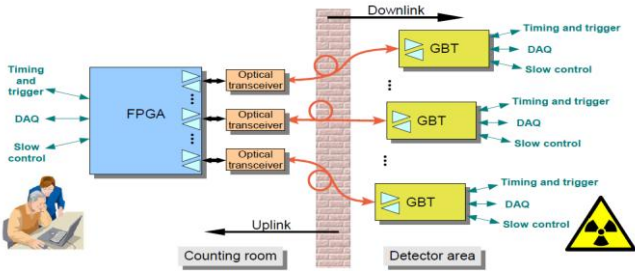 Downlink
Timing and trigger
GBT
DAQ
Slow control
Timing
and
trigger
DAQ
Slow
control
FPGA
Optical
transceiver
Optical
transceiver
Optical
transceiver
Timing and trigger
GBT
DAQ
Slow control
Timing and trigger
GBT
DAQ
Slow control
Uplink
Counting room
Detector area